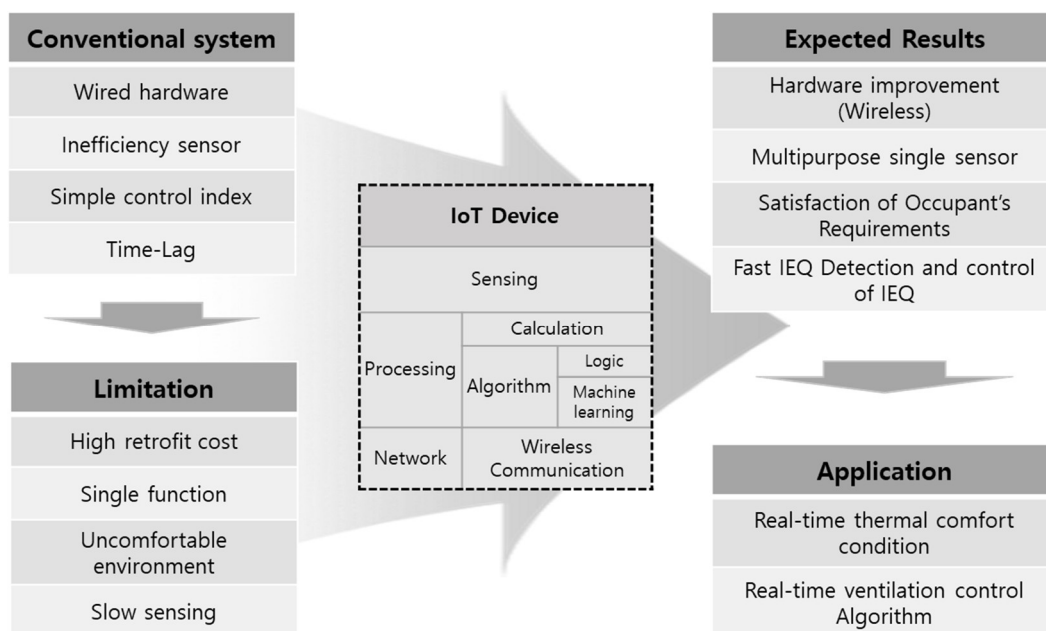 Conventional system
Wired hardware
Inefficiency sensor
Simple control index
Time-Lag
Limitation
High retrofit cost
Single function
Uncomfortable
environment
Slow sensing
IoT Device
Sensing
Processing
Calculation
Algorithm
Logic
Machine
learning
Network
Wireless
Communication
Expected Results
Hardware improvement
(Wireless)
Multipurpose single sensor
Satisfaction of Occupant’s
Requirements
Fast IEQ Detection and control
of IEQ
Application
Real-time thermal comfort
condition
Real-time ventilation control
Algorithm